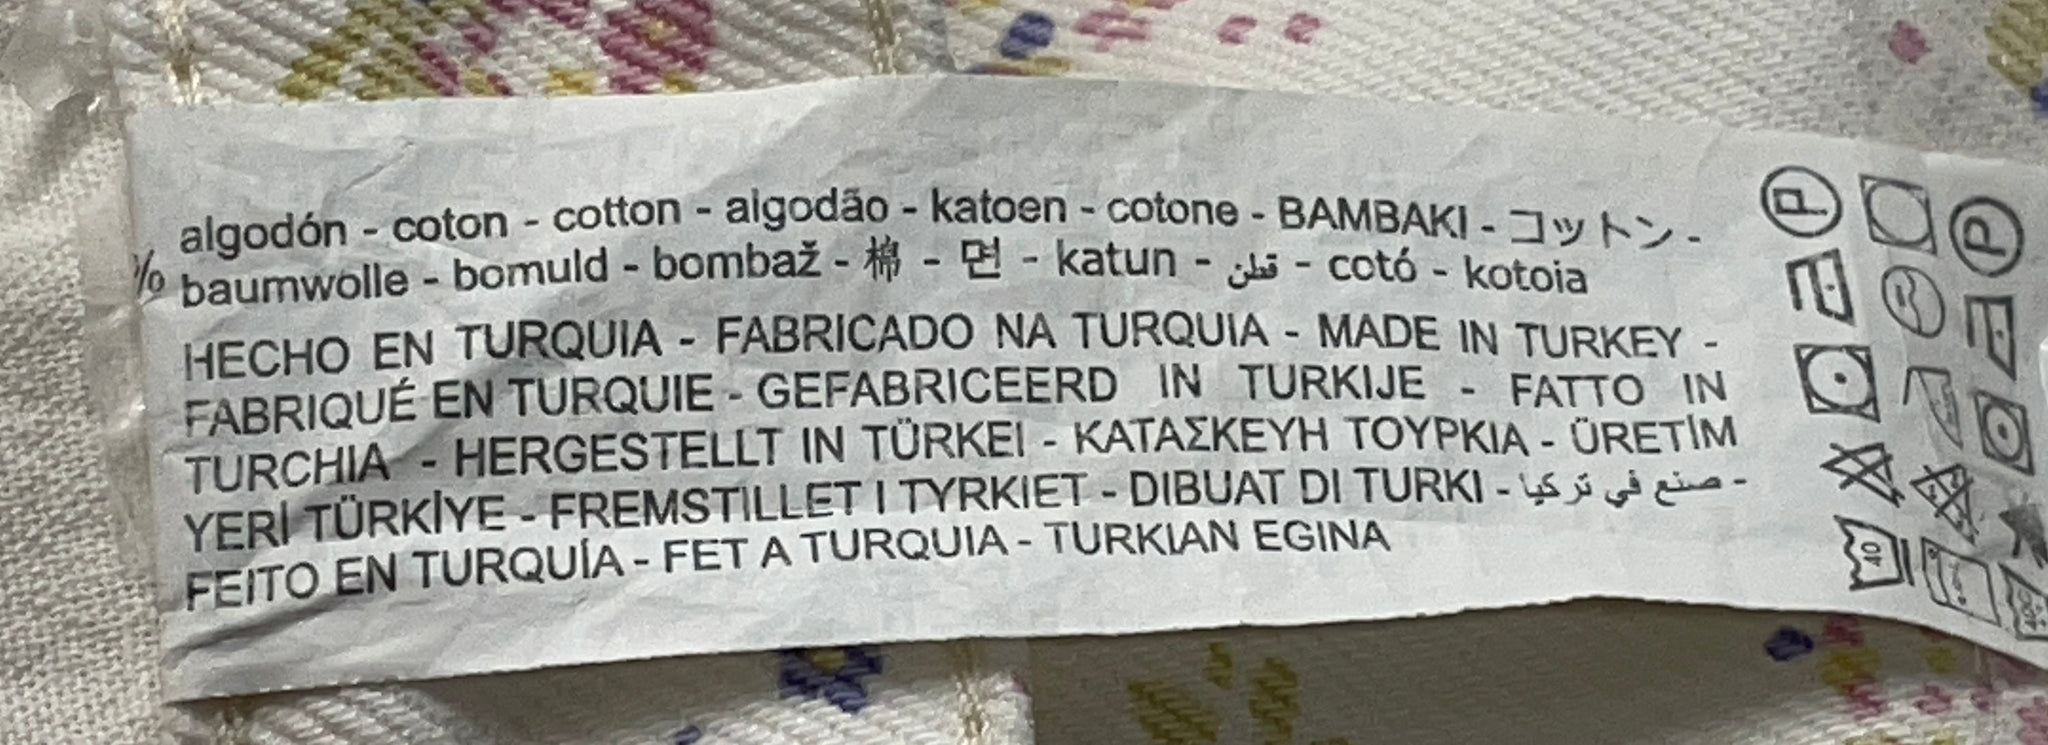 algodón - coton - cotton - algodão - katoen - cotone - BAMBAKI - コットン -
% baumwolle - bomuld - bombaž - 棉 - 면 - katun - قطن - cotó - kotoia
HECHO EN TURQUIA - FABRICADO NA TURQUIA - MADE IN TURKEY -
FABRIQUÉ EN TURQUIE - GEFABRICEERD IN TURKIJE - FATTO IN
TURCHIA - HERGESTELLT IN TÜRKEI - ΚΑΤΑΣΚΕΥΗ ΤΟΥΡΚΙΑ - ÜRETİM
YERİ TÜRKİYE - FREMSTILLET I TYRKIET - DIBUAT DI TURKI - صنع في تركيا -
FEITO EN TURQUÍA - FET A TURQUIA - TURKIAN EGINA
P
P
40